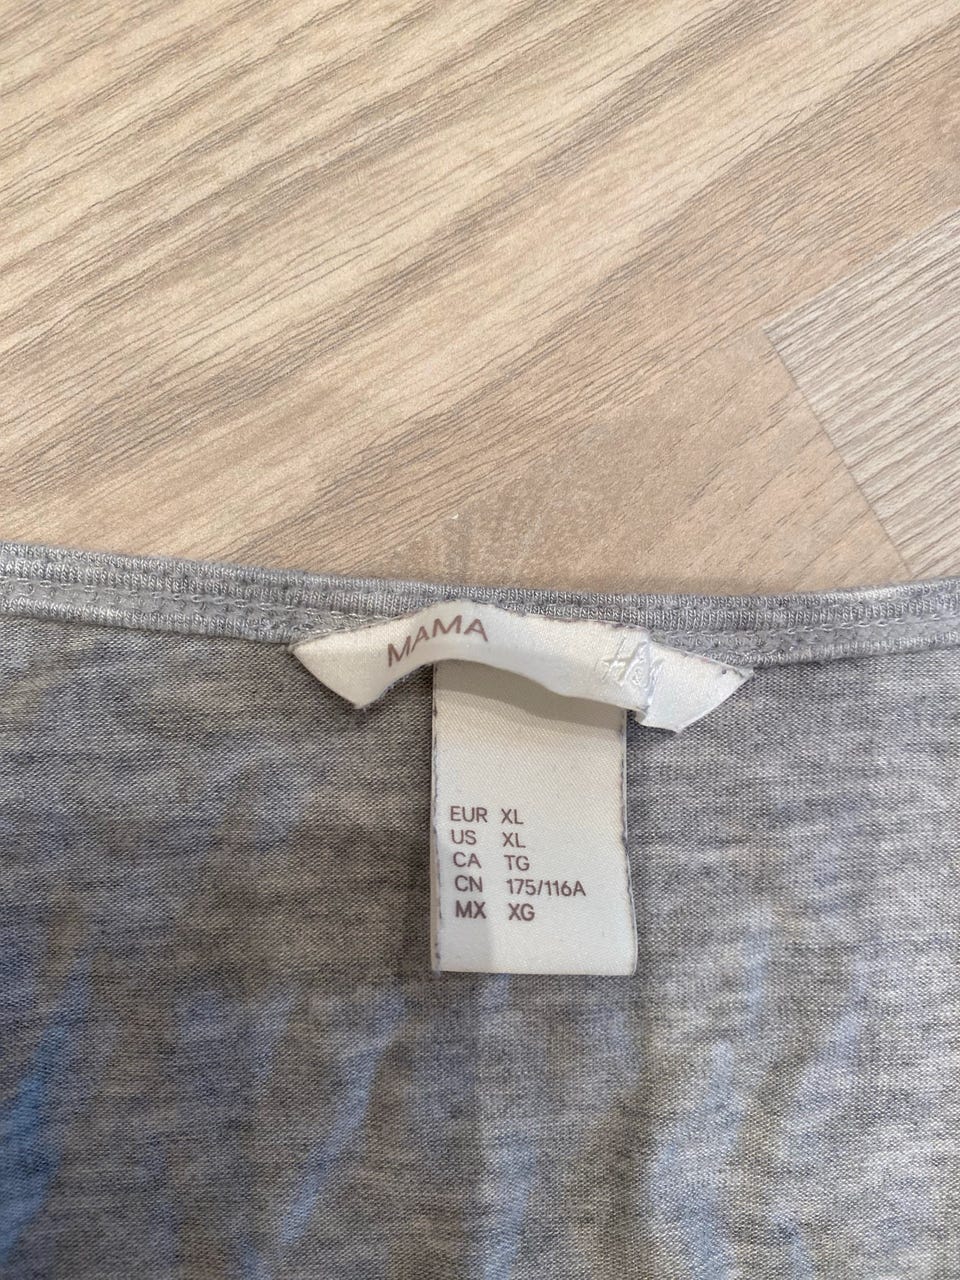 MAMA
EUR XL
US XL
CA TG
CN 175/116A
MX XG